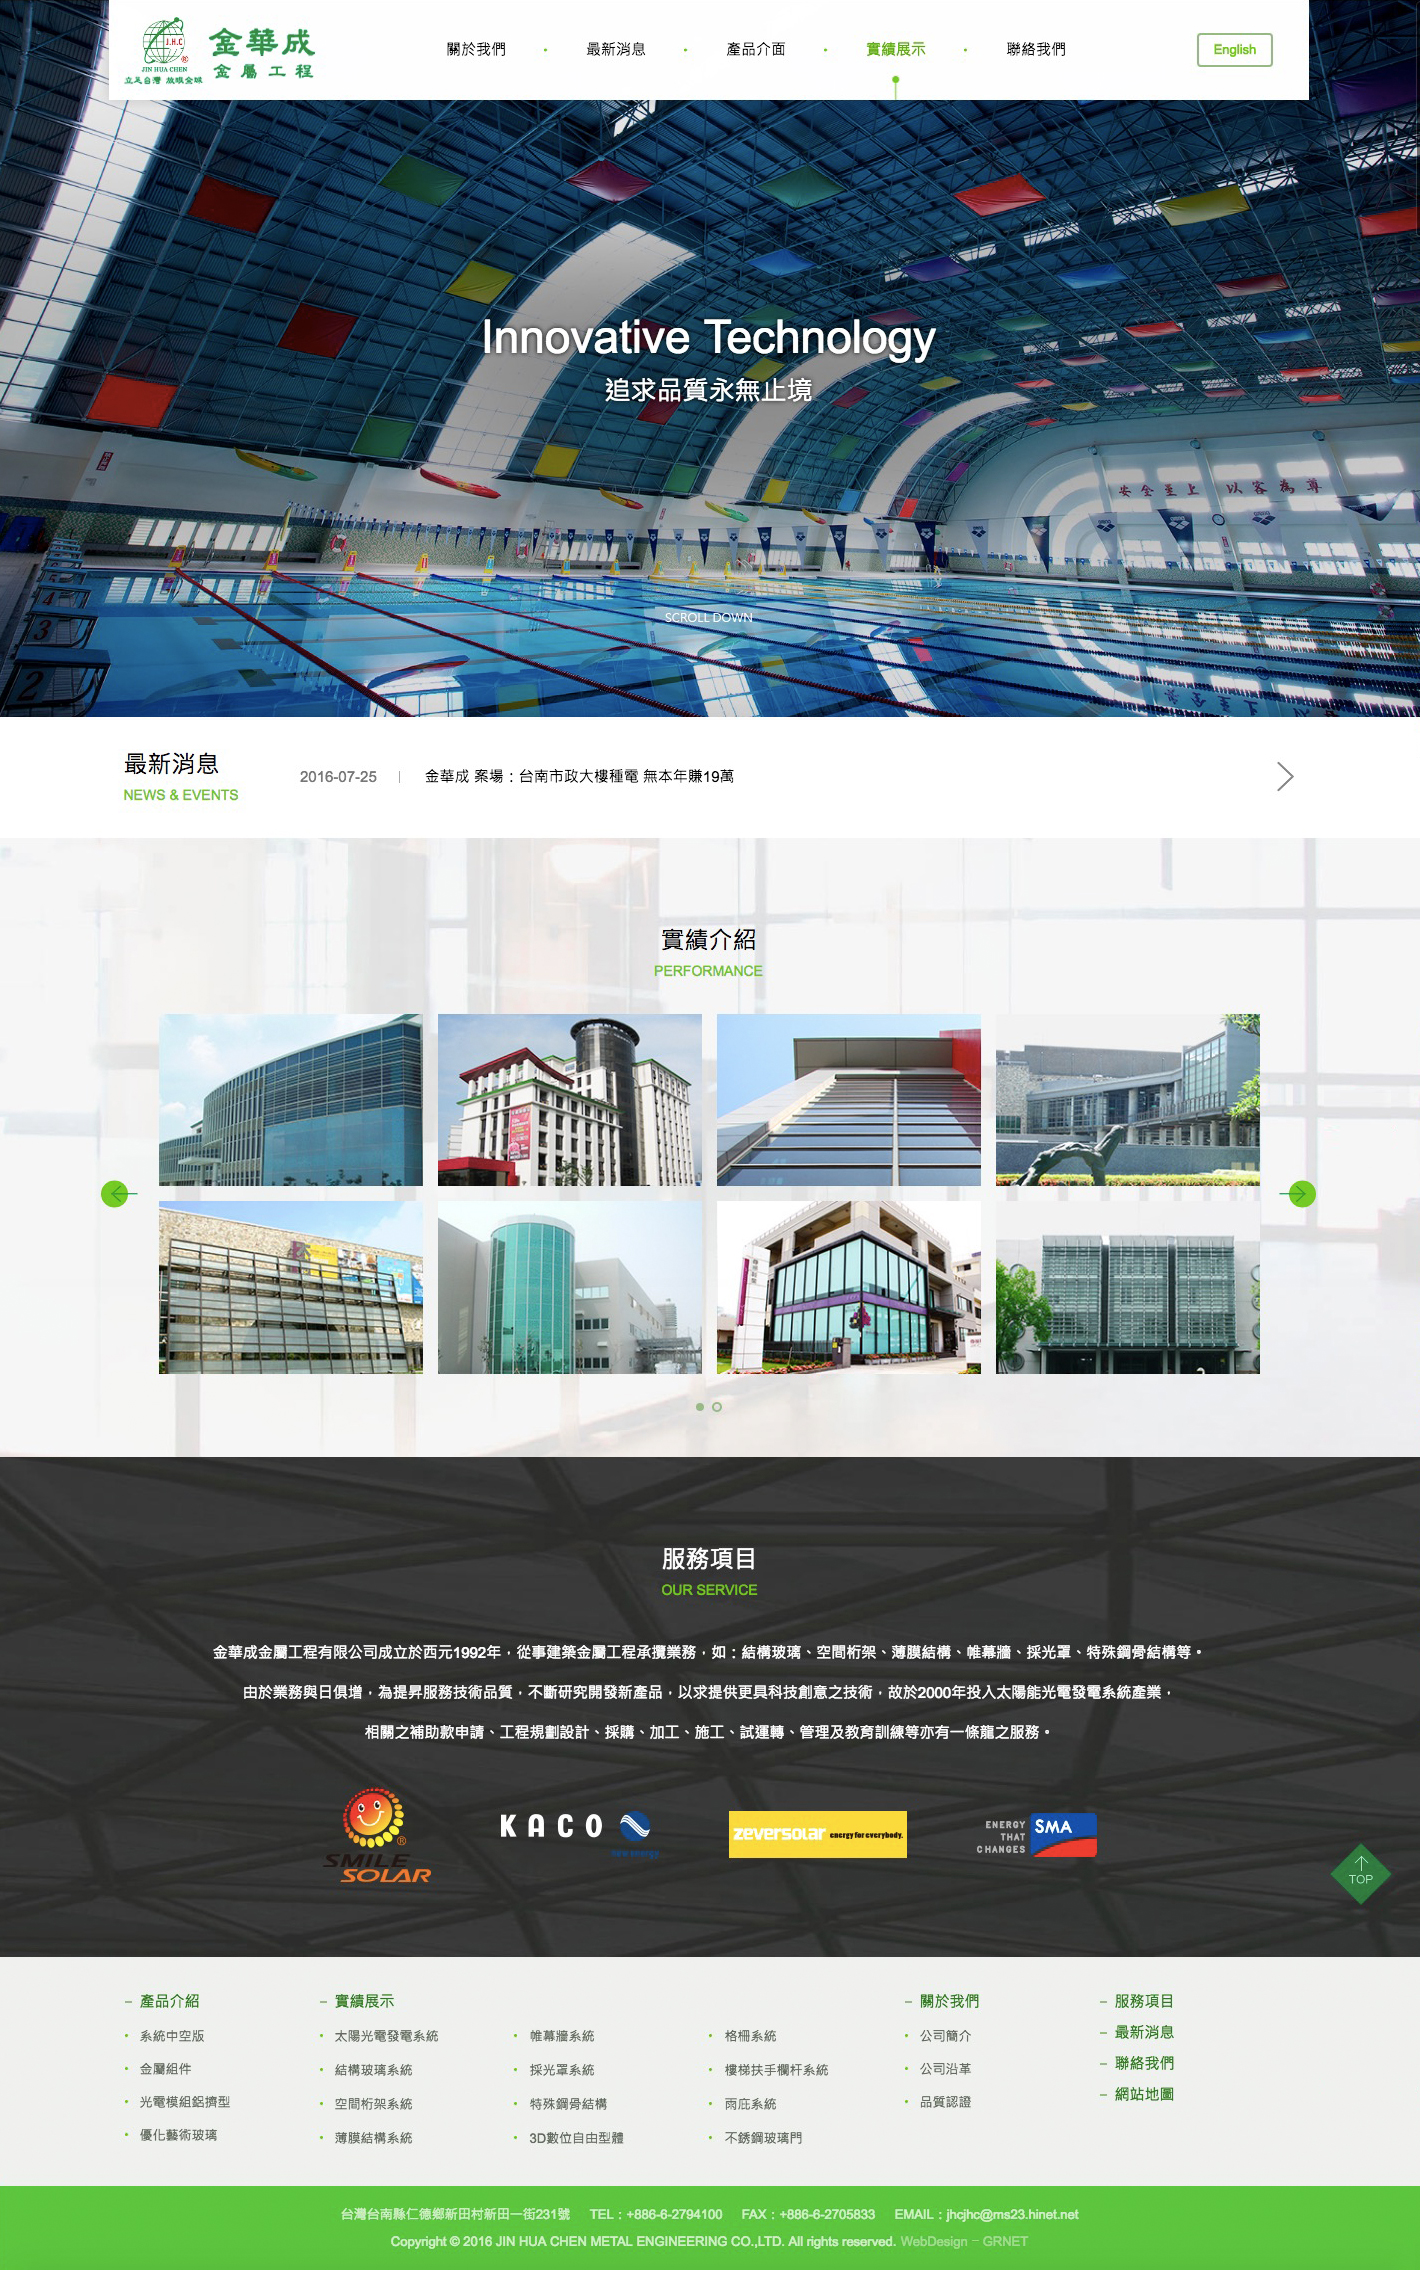 J.H.C
JIN HUA CHEN
立足台灣 放眼全球
金華成
金屬工程
關於我們
最新消息
產品介面
實績展示
聯絡我們
English
Innovative Technology
追求品質永無止境
安全至上 以客為尊
SCROLL DOWN
4
3
2
最新消息
NEWS & EVENTS
2016-07-25
金華成 案場：台南市政大樓種電 無本年賺19萬
實績介紹
PERFORMANCE
服務項目
OUR SERVICE
金華成金屬工程有限公司成立於西元1992年，從事建築金屬工程承攬業務，如：結構玻璃、空間桁架、薄膜結構、帷幕牆、採光罩、特殊鋼骨結構等。
由於業務與日俱增，為提昇服務技術品質，不斷研究開發新產品，以求提供更具科技創意之技術，故於2000年投入太陽能光電發電系統產業，
相關之補助款申請、工程規劃設計、採購、加工、施工、試運轉、管理及教育訓練等亦有一條龍之服務。
SMILE
SOLAR
KACO
new energy.
zeversolar energy for everybody.
ENERGY
THAT
CHANGES
SMA
TOP
– 產品介紹
系統中空版
金屬組件
光電模組鋁擠型
優化藝術玻璃
– 實績展示
太陽光電發電系統
結構玻璃系統
空間桁架系統
薄膜結構系統
帷幕牆系統
採光罩系統
特殊鋼骨結構
3D數位自由型體
格柵系統
樓梯扶手欄杆系統
雨庇系統
不銹鋼玻璃門
– 關於我們
公司簡介
公司沿革
品質認證
– 服務項目
– 最新消息
– 聯絡我們
– 網站地圖
台灣台南縣仁德鄉新田村新田一街231號 TEL：+886-6-2794100 FAX：+886-6-2705833 EMAIL：jhcjhc@ms23.hinet.net
Copyright © 2016 JIN HUA CHEN METAL ENGINEERING CO.,LTD. All rights reserved. WebDesign － GRNET